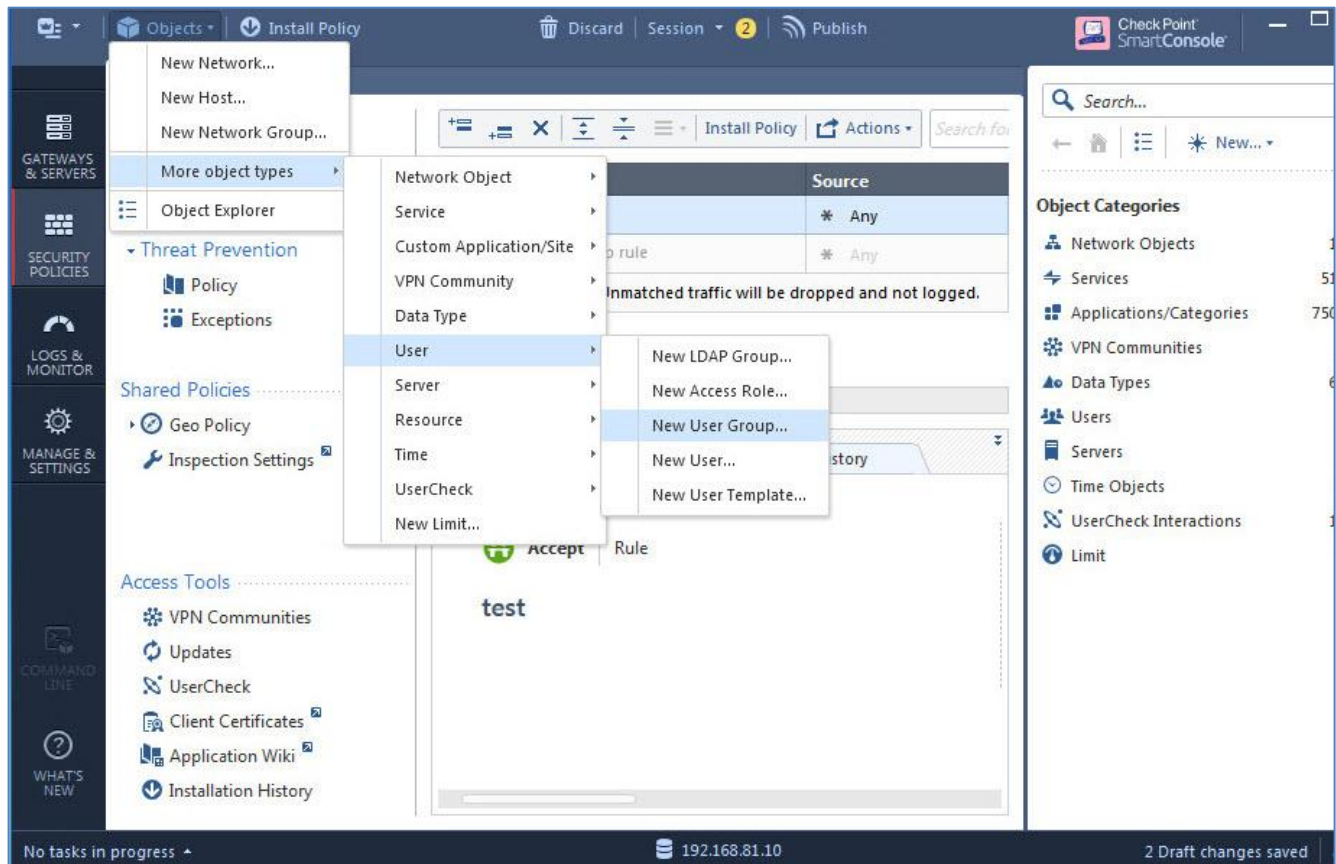 Objects
Install Policy
Discard
Session
2
Publish
Check Point
SmartConsole
New Network...
New Host...
New Network Group...
More object types
Object Explorer
Network Object
Service
Custom Application/Site
VPN Community
Data Type
User
Server
Resource
Time
UserCheck
New Limit...
New LDAP Group...
New Access Role...
New User Group...
New User...
New User Template...
GATEWAYS
& SERVERS
SECURITY
POLICIES
LOGS &
MONITOR
MANAGE &
SETTINGS
COMMAND
LINE
WHAT'S
NEW
Threat Prevention
Policy
Exceptions
Shared Policies
Geo Policy
Inspection Settings
Access Tools
VPN Communities
Updates
UserCheck
Client Certificates
Application Wiki
Installation History
Install Policy
Actions
Search for
Source
* Any
rule
* Any
Unmatched traffic will be dropped and not logged.
Accept
Rule
test
Search...
New...
Object Categories
Network Objects
Services
Applications/Categories
VPN Communities
Data Types
Users
Servers
Time Objects
UserCheck Interactions
Limit
No tasks in progress
192.168.81.10
2 Draft changes saved